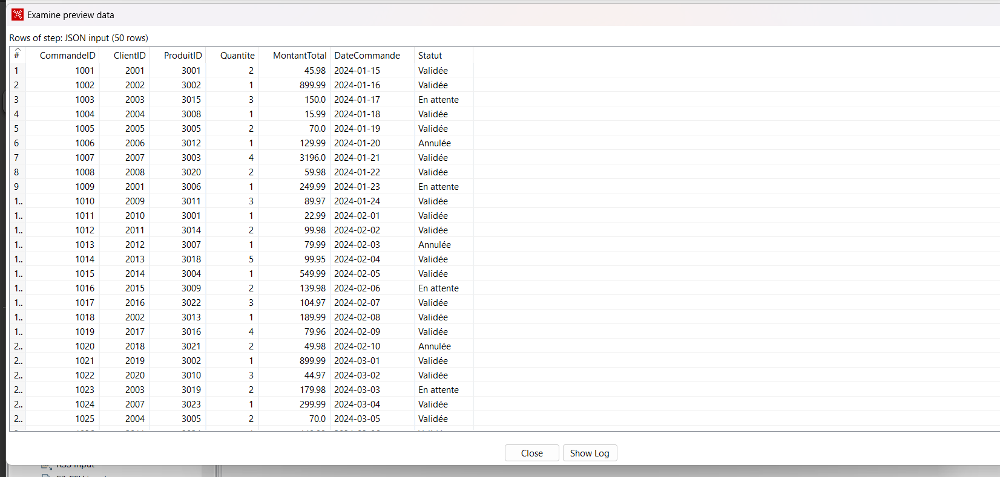 Examine preview data
Rows of step: JSON input (50 rows)
# CommandeID ClientID ProduitID Quantite MontantTotal DateCommande Statut
1 1001 2001 3001 2 45.98 2024-01-15 Validée
2 1002 2002 3002 1 899.99 2024-01-16 Validée
3 1003 2003 3015 3 150.0 2024-01-17 En attente
4 1004 2004 3008 1 15.99 2024-01-18 Validée
5 1005 2005 3005 2 70.0 2024-01-19 Validée
6 1006 2006 3012 1 129.99 2024-01-20 Annulée
7 1007 2007 3003 4 3196.0 2024-01-21 Validée
8 1008 2008 3020 2 59.98 2024-01-22 Validée
9 1009 2001 3006 1 249.99 2024-01-23 En attente
1.. 1010 2009 3011 3 89.97 2024-01-24 Validée
1.. 1011 2010 3001 1 22.99 2024-02-01 Validée
1.. 1012 2011 3014 2 99.98 2024-02-02 Validée
1.. 1013 2012 3007 1 79.99 2024-02-03 Annulée
1.. 1014 2013 3018 5 99.95 2024-02-04 Validée
1.. 1015 2014 3004 1 549.99 2024-02-05 Validée
1.. 1016 2015 3009 2 139.98 2024-02-06 En attente
1.. 1017 2016 3022 3 104.97 2024-02-07 Validée
1.. 1018 2002 3013 1 189.99 2024-02-08 Validée
1.. 1019 2017 3016 4 79.96 2024-02-09 Validée
2.. 1020 2018 3021 2 49.98 2024-02-10 Annulée
2.. 1021 2019 3002 1 899.99 2024-03-01 Validée
2.. 1022 2020 3010 3 44.97 2024-03-02 Validée
2.. 1023 2003 3019 2 179.98 2024-03-03 En attente
2.. 1024 2007 3023 1 299.99 2024-03-04 Validée
2.. 1025 2004 3005 2 70.0 2024-03-05 Validée
Close Show Log
RSS input